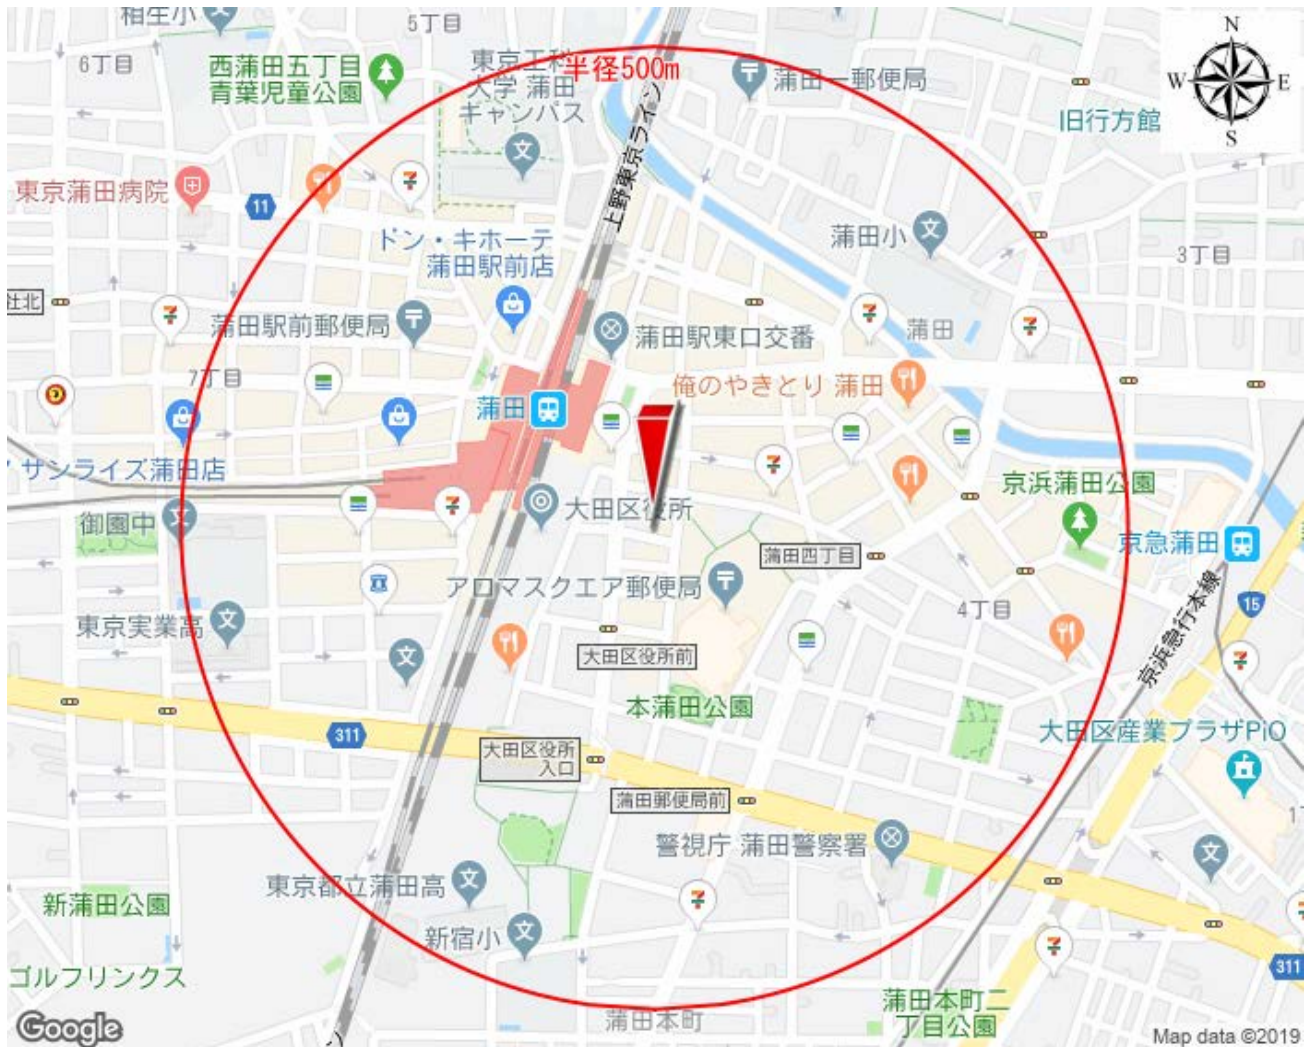 相生小
5丁目
6丁目
西蒲田五丁目
青葉児童公園
東京工科
大学 蒲田
キャンパス
半径500m
蒲田一郵便局
旧行方館
N
W E
S
東京蒲田病院
11
上野東京ライン
ドン・キホーテ
蒲田駅前店
蒲田小
3丁目
社北
蒲田駅前郵便局
蒲田駅東口交番
蒲田
7丁目
俺のやきとり 蒲田
蒲田
サンライズ蒲田店
御園中
大田区役所
京浜蒲田公園
京急蒲田
蒲田四丁目
アロマスクエア郵便局
東京実業高
4丁目
15
京浜急行本線
大田区役所前
本蒲田公園
311
大田区役所
入口
大田区産業プラザPiO
蒲田郵便局前
警視庁 蒲田警察署
東京都立蒲田高
新蒲田公園
新宿小
ゴルフリンクス
311
蒲田本町二
丁目公園
蒲田本町
Google
Map data ©2019